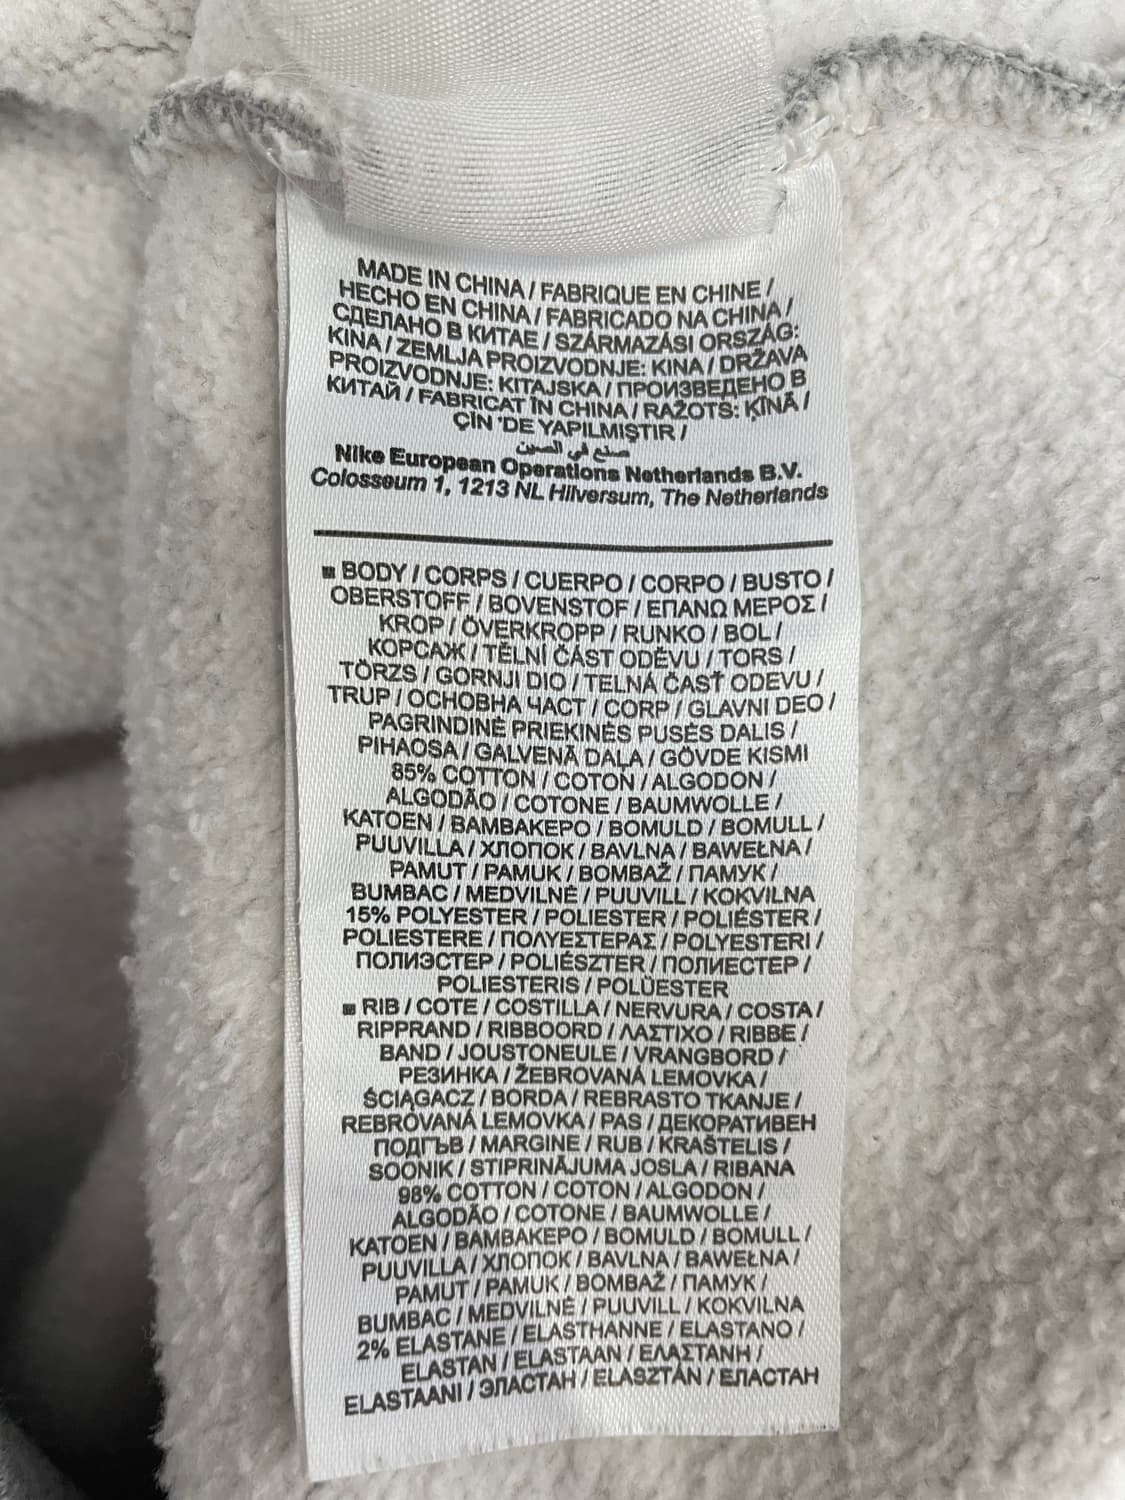 MADE IN CHINA / FABRIQUE EN CHINE /
HECHO EN CHINA / FABRICADO NA CHINA /
СДЕЛАНО В КИТАЕ / SZÁRMAZÁSI ORSZÁG:
KINA / ZEMLJA PROIZVODNJE: KINA / DRŽAVA
PROIZVODNJE: KITAJSKA / ПРОИЗВЕДЕНО В
КИТАЙ / FABRICAT ÎN CHINA / RAŽOTS: ĶĪNĀ /
ÇİN 'DE YAPILMIŞTIR /
صنع في الصين
Nike European Operations Netherlands B.V.
Colosseum 1, 1213 NL Hilversum, The Netherlands
BODY / CORPS / CUERPO / CORPO / BUSTO /
OBERSTOFF / BOVENSTOF / ΕΠΑΝΩ ΜΕΡΟΣ /
KROP / ÖVERKROPP / RUNKO / BOL /
КОРСАЖ / TĚLNÍ ČÁST ODĚVU / TORS /
TÖRZS / GORNJI DIO / TELNÁ ČASŤ ODEVU /
TRUP / ОСНОВНА ЧАСТ / CORP / GLAVNI DEO /
PAGRINDINĖ PRIEKINĖS PUSĖS DALIS /
PIHAOSA / GALVENĀ DAĻA / GÖVDE KISMI
85% COTTON / COTON / ALGODON /
ALGODÃO / COTONE / BAUMWOLLE /
KATOEN / ΒΑΜΒΑΚΕΡΟ / BOMULD / BOMULL /
PUUVILLA / ХЛОПОК / BAVLNA / BAWEŁNA /
PAMUT / PAMUK / BOMBAŽ / ПАМУК /
BUMBAC / MEDVILNĖ / PUUVILL / KOKVILNA
15% POLYESTER / POLIESTER / POLIÉSTER /
POLIESTERE / ΠΟΛΥΕΣΤΕΡΑΣ / POLYESTERI /
ПОЛИЭСТЕР / POLIÉSZTER / ПОЛИЕСТЕР /
POLIESTERIS / POLÜESTER
RIB / COTE / COSTILLA / NERVURA / COSTA /
RIPPRAND / RIBBOORD / ΛΑΣΤΙΧΟ / RIBBE /
BAND / JOUSTONEULE / VRANGBORD /
РЕЗИНКА / ŽEBROVANÁ LEMOVKA /
ŚCIĄGACZ / BORDA / REBRASTO TKANJE /
REBROVANÁ LEMOVKA / PAS / ДЕКОРАТИВЕН
ПОДГЪВ / MARGINE / RUB / KRAŠTELIS /
SOONIK / STIPRINĀJUMA JOSLA / RIBANA
98% COTTON / COTON / ALGODON /
ALGODÃO / COTONE / BAUMWOLLE /
KATOEN / ΒΑΜΒΑΚΕΡΟ / BOMULD / BOMULL /
PUUVILLA / ХЛОПОК / BAVLNA / BAWEŁNA /
PAMUT / PAMUK / BOMBAŽ / ПАМУК /
BUMBAC / MEDVILNĖ / PUUVILL / KOKVILNA
2% ELASTANE / ELASTHANNE / ELASTANO /
ELASTAN / ELASTAAN / ΕΛΑΣΤΑΝΗ /
ELASTAANI / ЭЛАСТАН / ELASZTÁN / ЕЛАСТАН